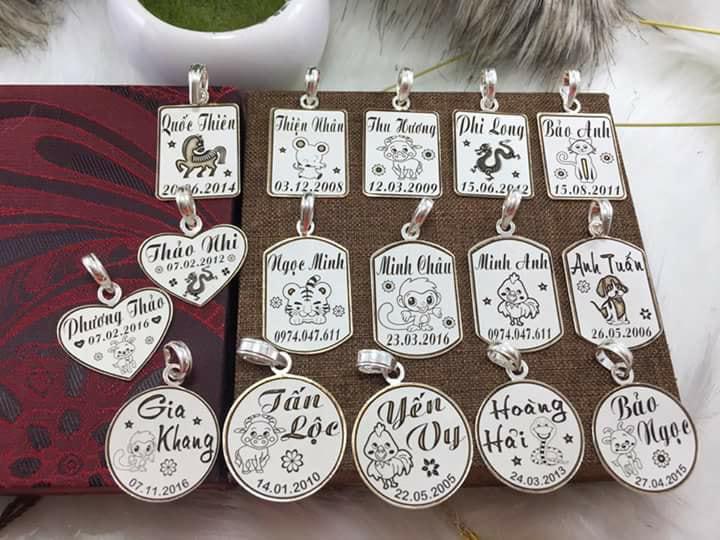 Quốc Thiên
20.06.2014
Thiện Nhân
03.12.2008
Thu Hương
12.03.2009
Phi Long
15.06.2012
Bảo Anh
15.08.2011
Thảo Nhi
07.02.2012
Phương Thảo
07.02.2016
Ngọc Minh
0974.047.611
Minh Châu
23.03.2016
Minh Anh
0974.047.611
Anh Tuấn
26.05.2006
Gia
Khang
07.11.2016
Tấn
Lộc
14.01.2010
Yến
Vy
22.05.2005
Hoàng
Hải
24.03.2013
Bảo
Ngọc
27.04.2015